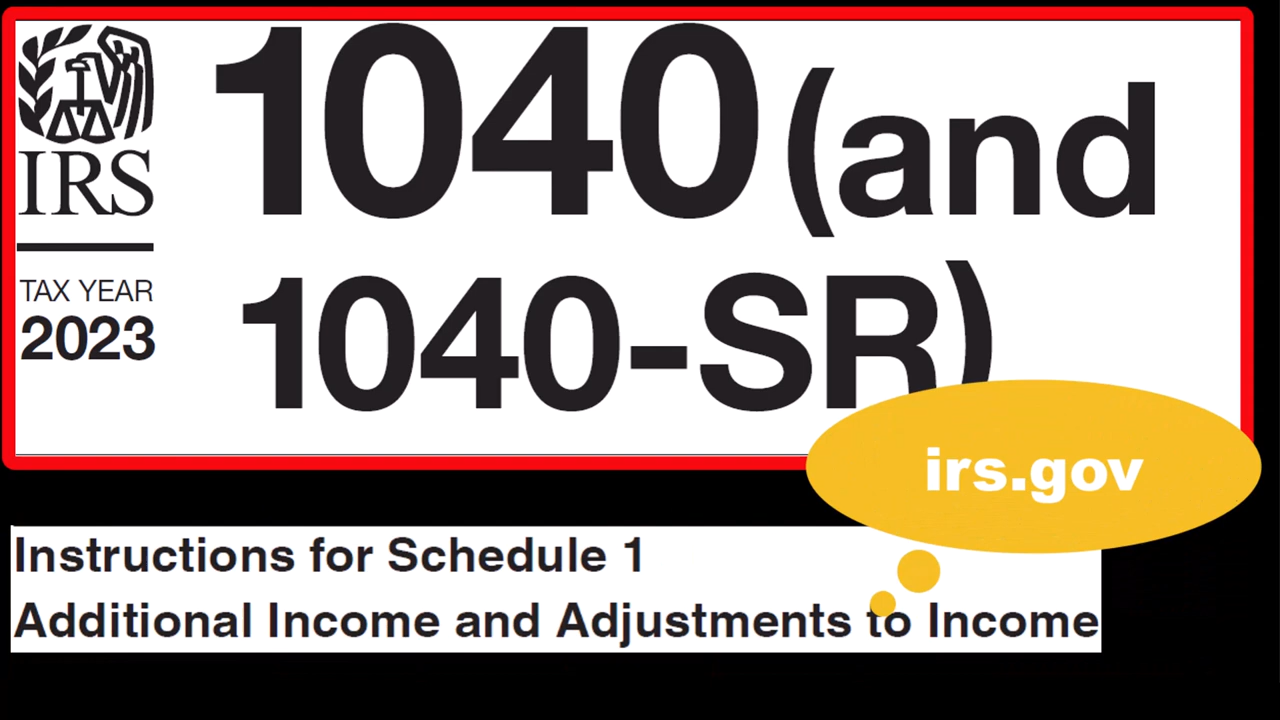 IRS
TAX YEAR
2023
1040 (and
1040-SR)
irs.gov
Instructions for Schedule 1
Additional Income and Adjustments to Income